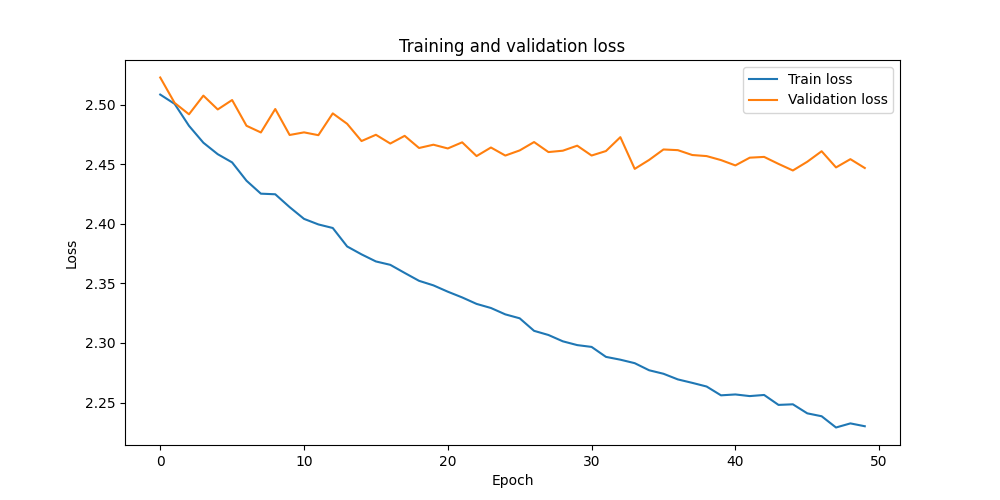 Training and validation loss
Train loss
Validation loss
2.50
2.45
2.40
2.35
2.30
2.25
Loss
0 10 20 30 40 50
Epoch